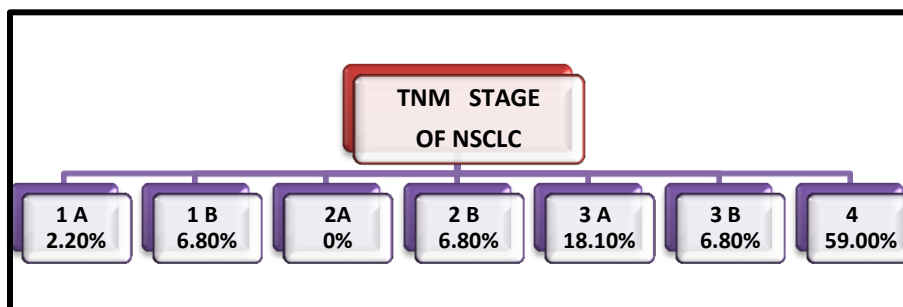 TNM STAGE
OF NSCLC
1 A
2.20%
1 B
6.80%
2A
0%
2 B
6.80%
3 A
18.10%
3 B
6.80%
4
59.00%